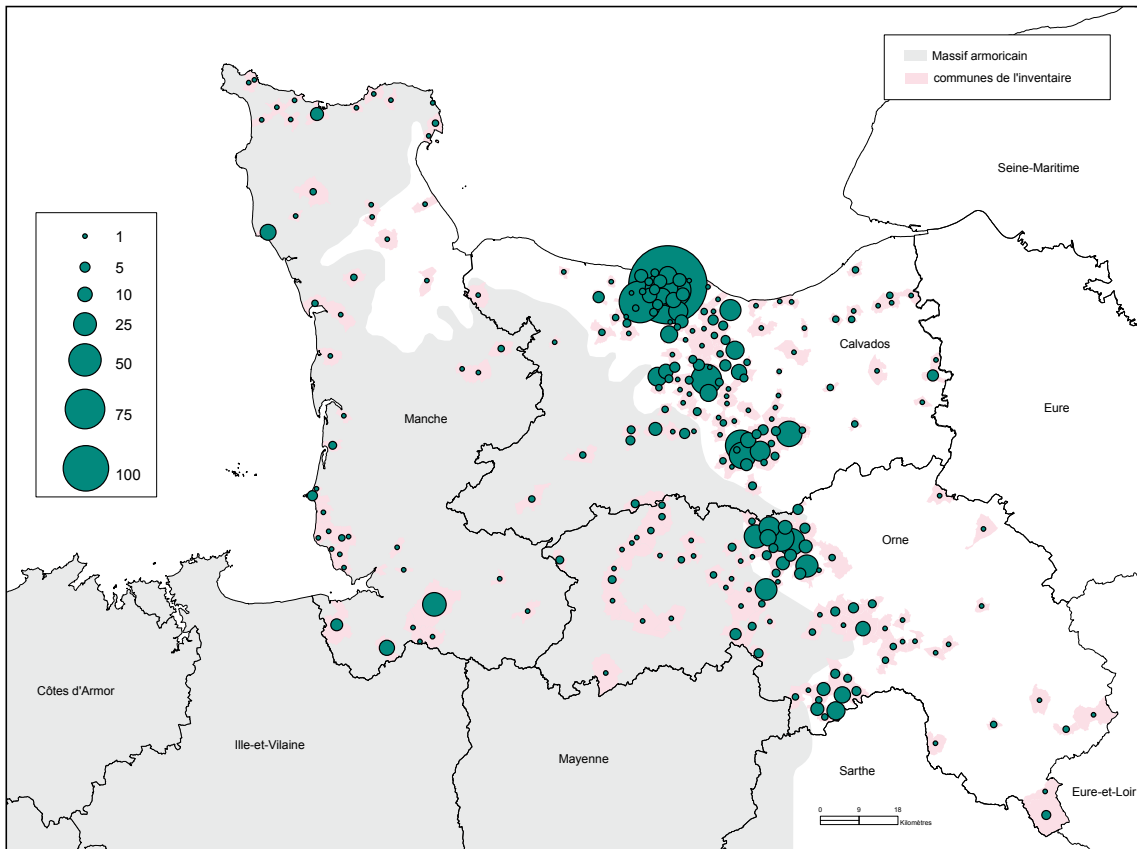 Massif armoricain
communes de l'inventaire
Seine-Maritime
1
5
10
25
50
75
100
Calvados
Eure
Manche
Orne
Côtes d'Armor
Ille-et-Vilaine
Mayenne
Sarthe
Eure-et-Loir
0 9 18
Kilomètres